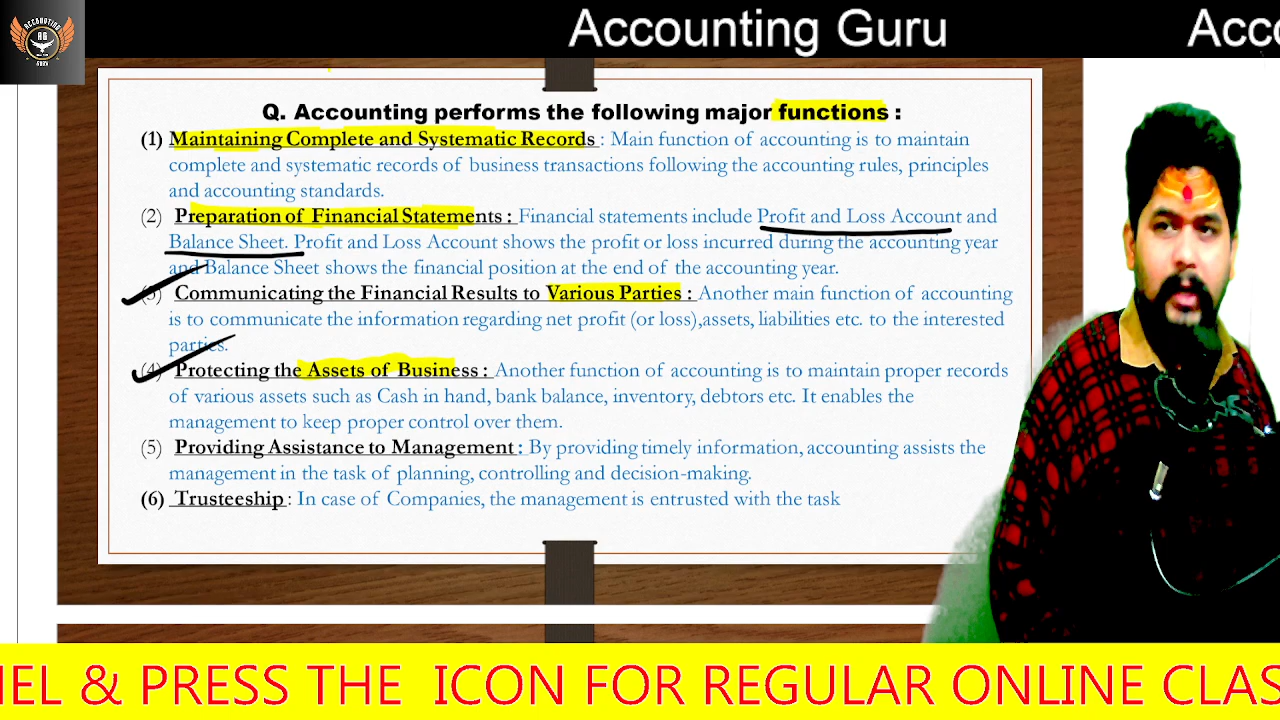 ACCOUNTING
AG
GURU
Accounting Guru
Acco
Q. Accounting performs the following major functions :
(1) Maintaining Complete and Systematic Records : Main function of accounting is to maintain
complete and systematic records of business transactions following the accounting rules, principles
and accounting standards.
(2) Preparation of Financial Statements : Financial statements include Profit and Loss Account and
Balance Sheet. Profit and Loss Account shows the profit or loss incurred during the accounting year
and Balance Sheet shows the financial position at the end of the accounting year.
(3) Communicating the Financial Results to Various Parties : Another main function of accounting
is to communicate the information regarding net profit (or loss),assets, liabilities etc. to the interested
parties.
(4) Protecting the Assets of Business : Another function of accounting is to maintain proper records
of various assets such as Cash in hand, bank balance, inventory, debtors etc. It enables the
management to keep proper control over them.
(5) Providing Assistance to Management : By providing timely information, accounting assists the
management in the task of planning, controlling and decision-making.
(6) Trusteeship : In case of Companies, the management is entrusted with the task
NEL & PRESS THE ICON FOR REGULAR ONLINE CLAS